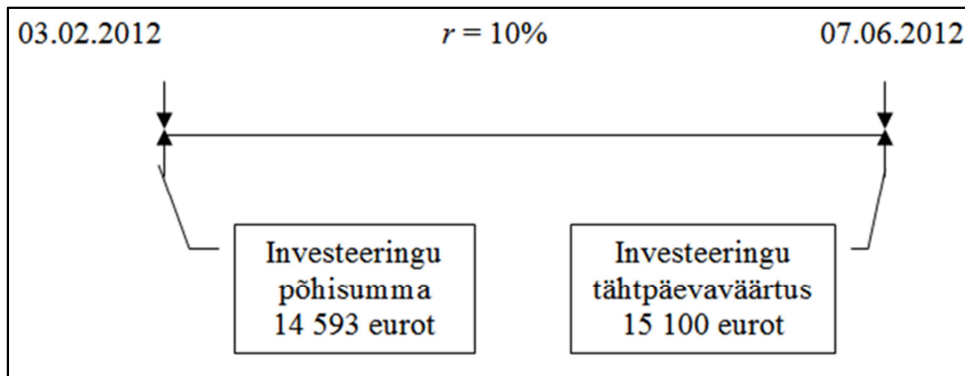 03.02.2012 r = 10% 07.06.2012
Investeeringu
põhisumma
14 593 eurot
Investeeringu
tähtpäevaväärtus
15 100 eurot